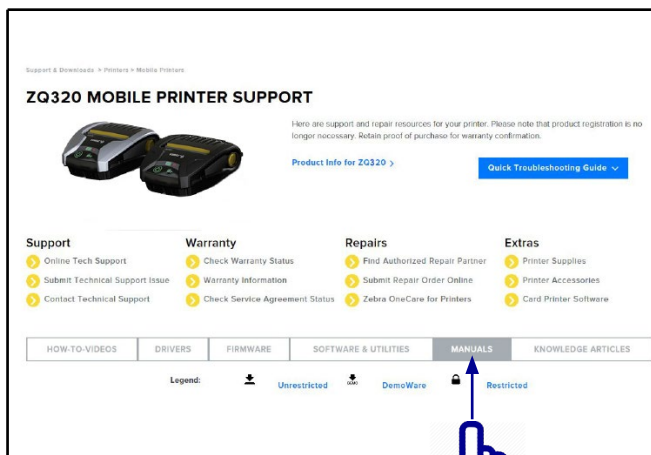 Support & Downloads > Printers > Mobile Printers
ZQ320 MOBILE PRINTER SUPPORT
Here are support and repair resources for your printer. Please note that product registration is no
longer necessary. Retain proof of purchase for warranty confirmation.
Product Info for ZQ320 >
Quick Troubleshooting Guide
Support
Online Tech Support
Submit Technical Support Issue
Contact Technical Support
Warranty
Check Warranty Status
Warranty Information
Check Service Agreement Status
Repairs
Find Authorized Repair Partner
Submit Repair Order Online
Zebra OneCare for Printers
Extras
Printer Supplies
Printer Accessories
Card Printer Software
HOW-TO-VIDEOS DRIVERS FIRMWARE SOFTWARE & UTILITIES MANUALS KNOWLEDGE ARTICLES
Legend: Unrestricted DEMO DemoWare Restricted